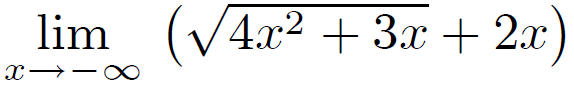 lim x→−∞ (√(4x² + 3x) + 2x)